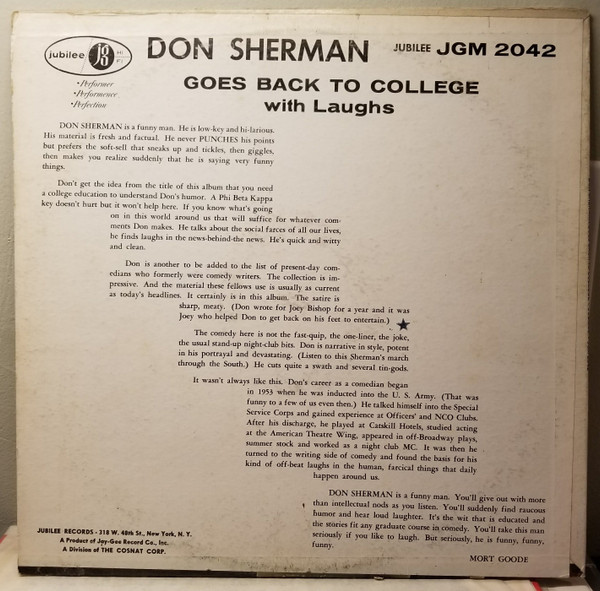 jubilee J3 HI FI
DON SHERMAN
JUBILEE JGM 2042
•Performer
•Performance
•Perfection
GOES BACK TO COLLEGE
with Laughs
DON SHERMAN is a funny man. He is low-key and hi-larious.
His material is fresh and factual. He never PUNCHES his points
but prefers the soft-sell that sneaks up and tickles, then giggles,
then makes you realize suddenly that he is saying very funny
things.
Don't get the idea from the title of this album that you need
a college education to understand Don's humor. A Phi Beta Kappa
key doesn't hurt but it won't help here. If you know what's going
on in this world around us that will suffice for whatever com-
ments Don makes. He talks about the social farces of all our lives,
he finds laughs in the news-behind-the news. He's quick and witty
and clean.
Don is another to be added to the list of present-day com-
edians who formerly were comedy writers. The collection is im-
pressive. And the material these fellows use is usually as current
as today's headlines. It certainly is in this album. The satire is
sharp, meaty. (Don wrote for Joey Bishop for a year and it was
Joey who helped Don to get back on his feet to entertain.)
The comedy here is not the fast-quip, the one-liner, the joke,
the usual stand-up night-club bits. Don is narrative in style, potent
in his portrayal and devastating. (Listen to this Sherman's march
through the South.) He cuts quite a swath and several tin-gods.
It wasn't always like this. Don's career as a comedian began
in 1953 when he was inducted into the U. S. Army. (That was
funny to a few of us even then.) He talked himself into the Special
Service Corps and gained experience at Officers' and NCO Clubs.
After his discharge, he played at Catskill Hotels, studied acting
at the American Theatre Wing, appeared in off-Broadway plays,
summer stock and worked as a night club MC. It was then he
turned to the writing side of comedy and found the basis for his
kind of off-beat laughs in the human, farcical things that daily
happen around us.
DON SHERMAN is a funny man. You'll give out with more
than intellectual nods as you listen. You'll suddenly find raucous
humor and hear loud laughter. It's the wit that is educated and
the stories fit any graduate course in comedy. You'll take this man
seriously if you like to laugh. But seriously, he is funny, funny,
funny.
MORT GOODE
JUBILEE RECORDS - 318 W. 48th St., New York, N. Y.
A Product of Jay-Gee Record Co., Inc.
A Division of THE COSNAT CORP.